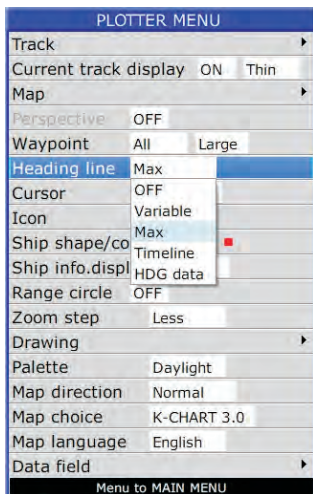 PLOTTER MENU
Track
Current track display ON Thin
Map
Perspective OFF
Waypoint All Large
Heading line Max
Cursor OFF
Icon Variable
Max
Ship shape/co
Timeline
Ship info.displ HDG data
Range circle OFF
Zoom step Less
Drawing
Palette Daylight
Map direction Normal
Map choice K-CHART 3.0
Map language English
Data field
Menu to MAIN MENU